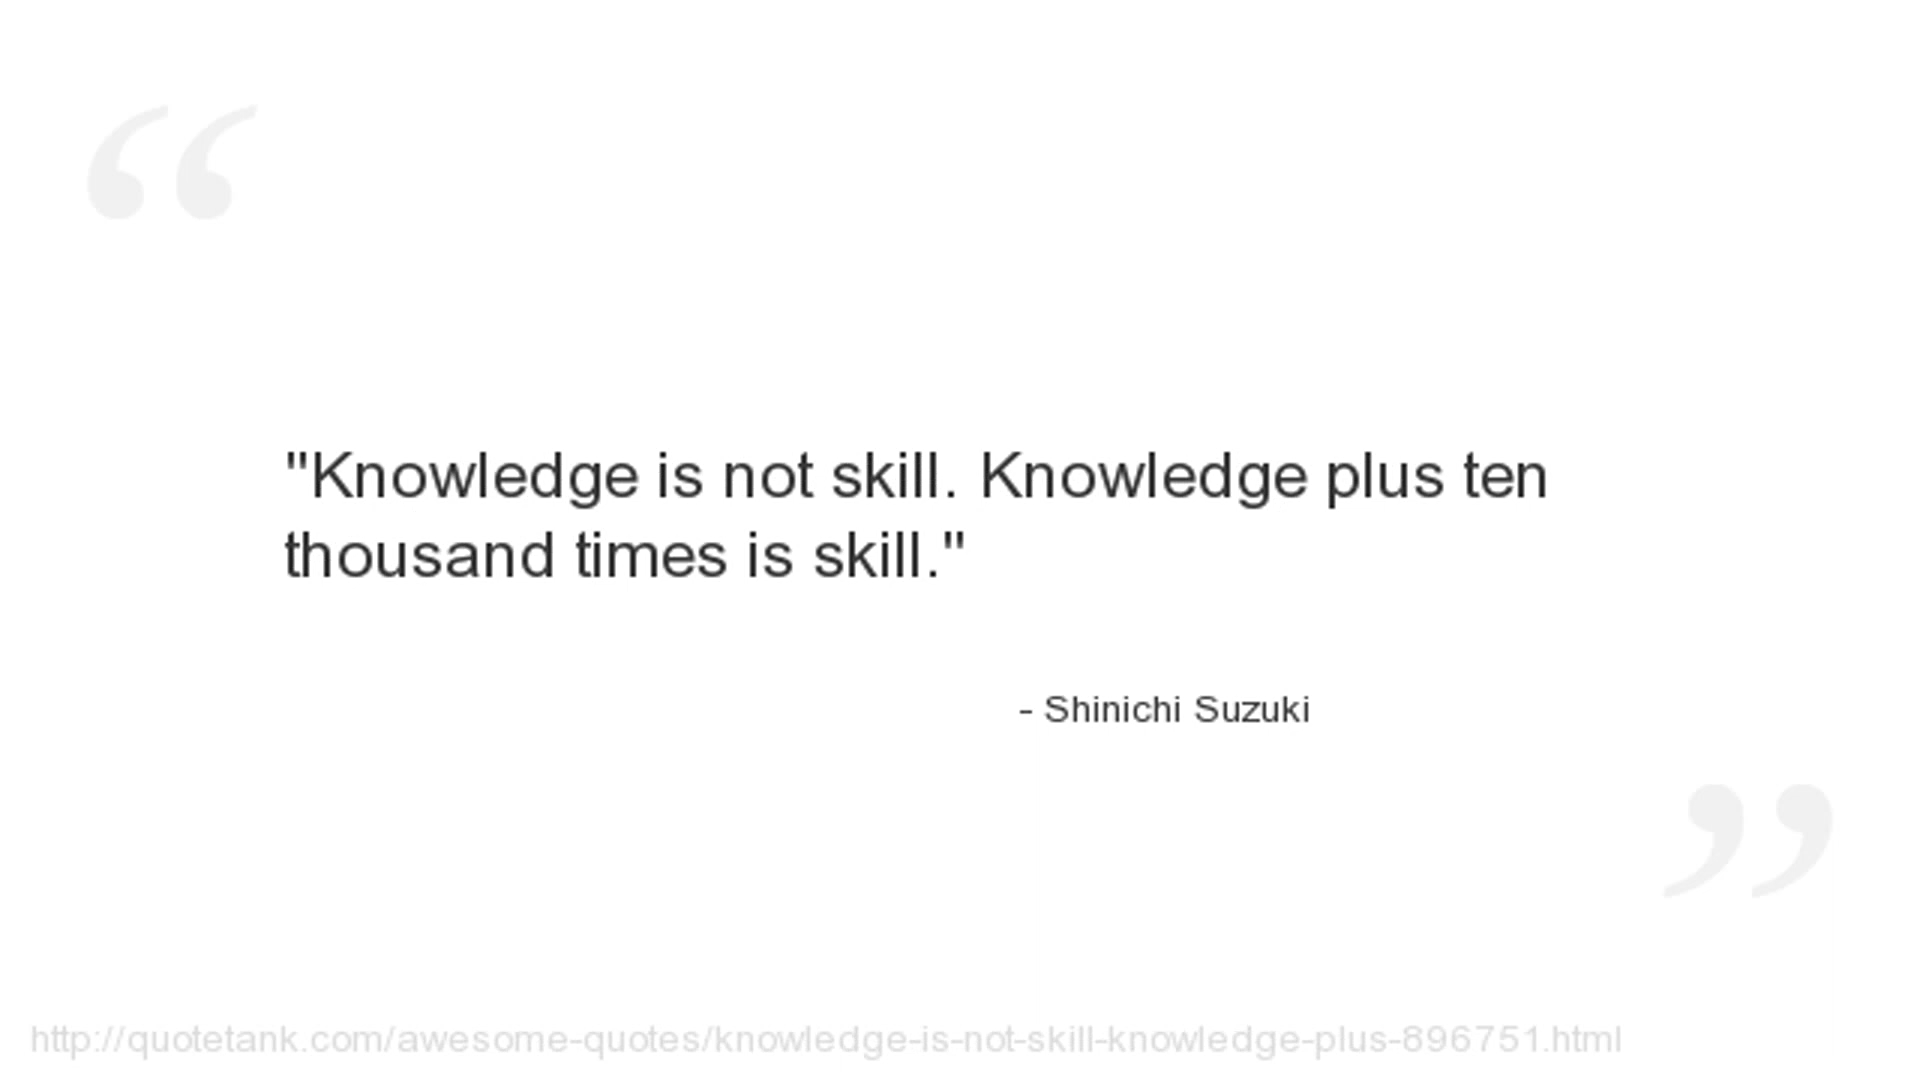 "Knowledge is not skill. Knowledge plus ten
thousand times is skill."
- Shinichi Suzuki
http://quotetank.com/awesome-quotes/knowledge-is-not-skill-knowledge-plus-896751.html